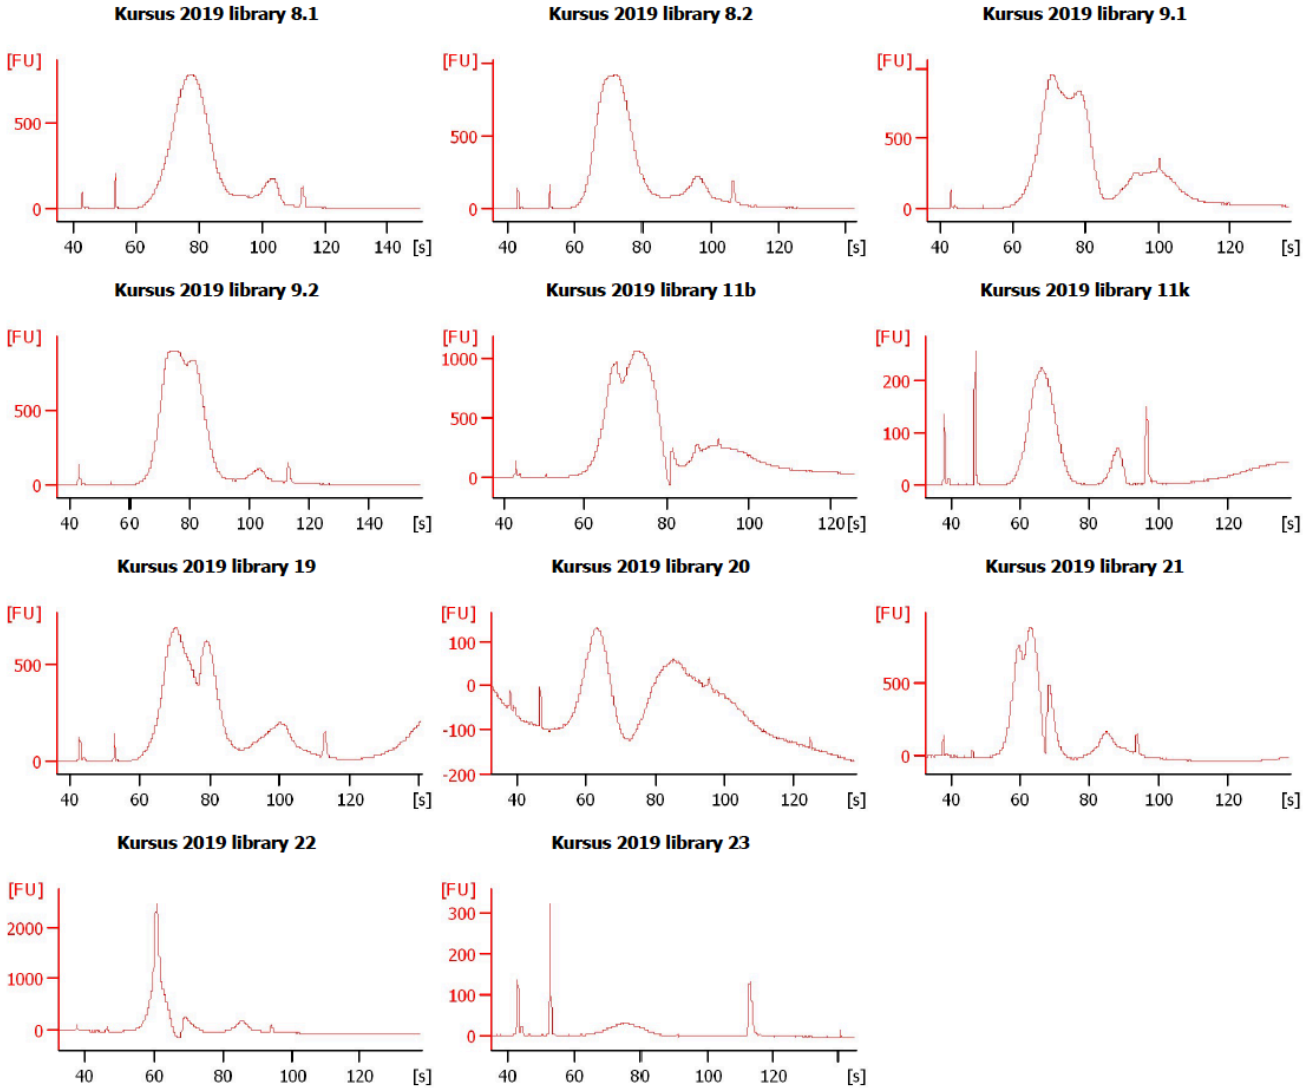 Kursus 2019 library 8.1
[FU]
500
0
40 60 80 100 120 140 [s]
Kursus 2019 library 8.2
[FU]
500
0
40 60 80 100 120 [s]
Kursus 2019 library 9.1
[FU]
500
0
40 60 80 100 120 [s]
Kursus 2019 library 9.2
[FU]
500
0
40 60 80 100 120 140 [s]
Kursus 2019 library 11b
[FU]
1000
500
0
40 60 80 100 120 [s]
Kursus 2019 library 11k
[FU]
200
100
0
40 60 80 100 120 [s]
Kursus 2019 library 19
[FU]
500
0
40 60 80 100 120 [s]
Kursus 2019 library 20
[FU]
100
0
-100
-200
40 60 80 100 120 [s]
Kursus 2019 library 21
[FU]
500
0
40 60 80 100 120 [s]
Kursus 2019 library 22
[FU]
2000
1000
0
40 60 80 100 120 [s]
Kursus 2019 library 23
[FU]
300
200
100
0
40 60 80 100 120 [s]